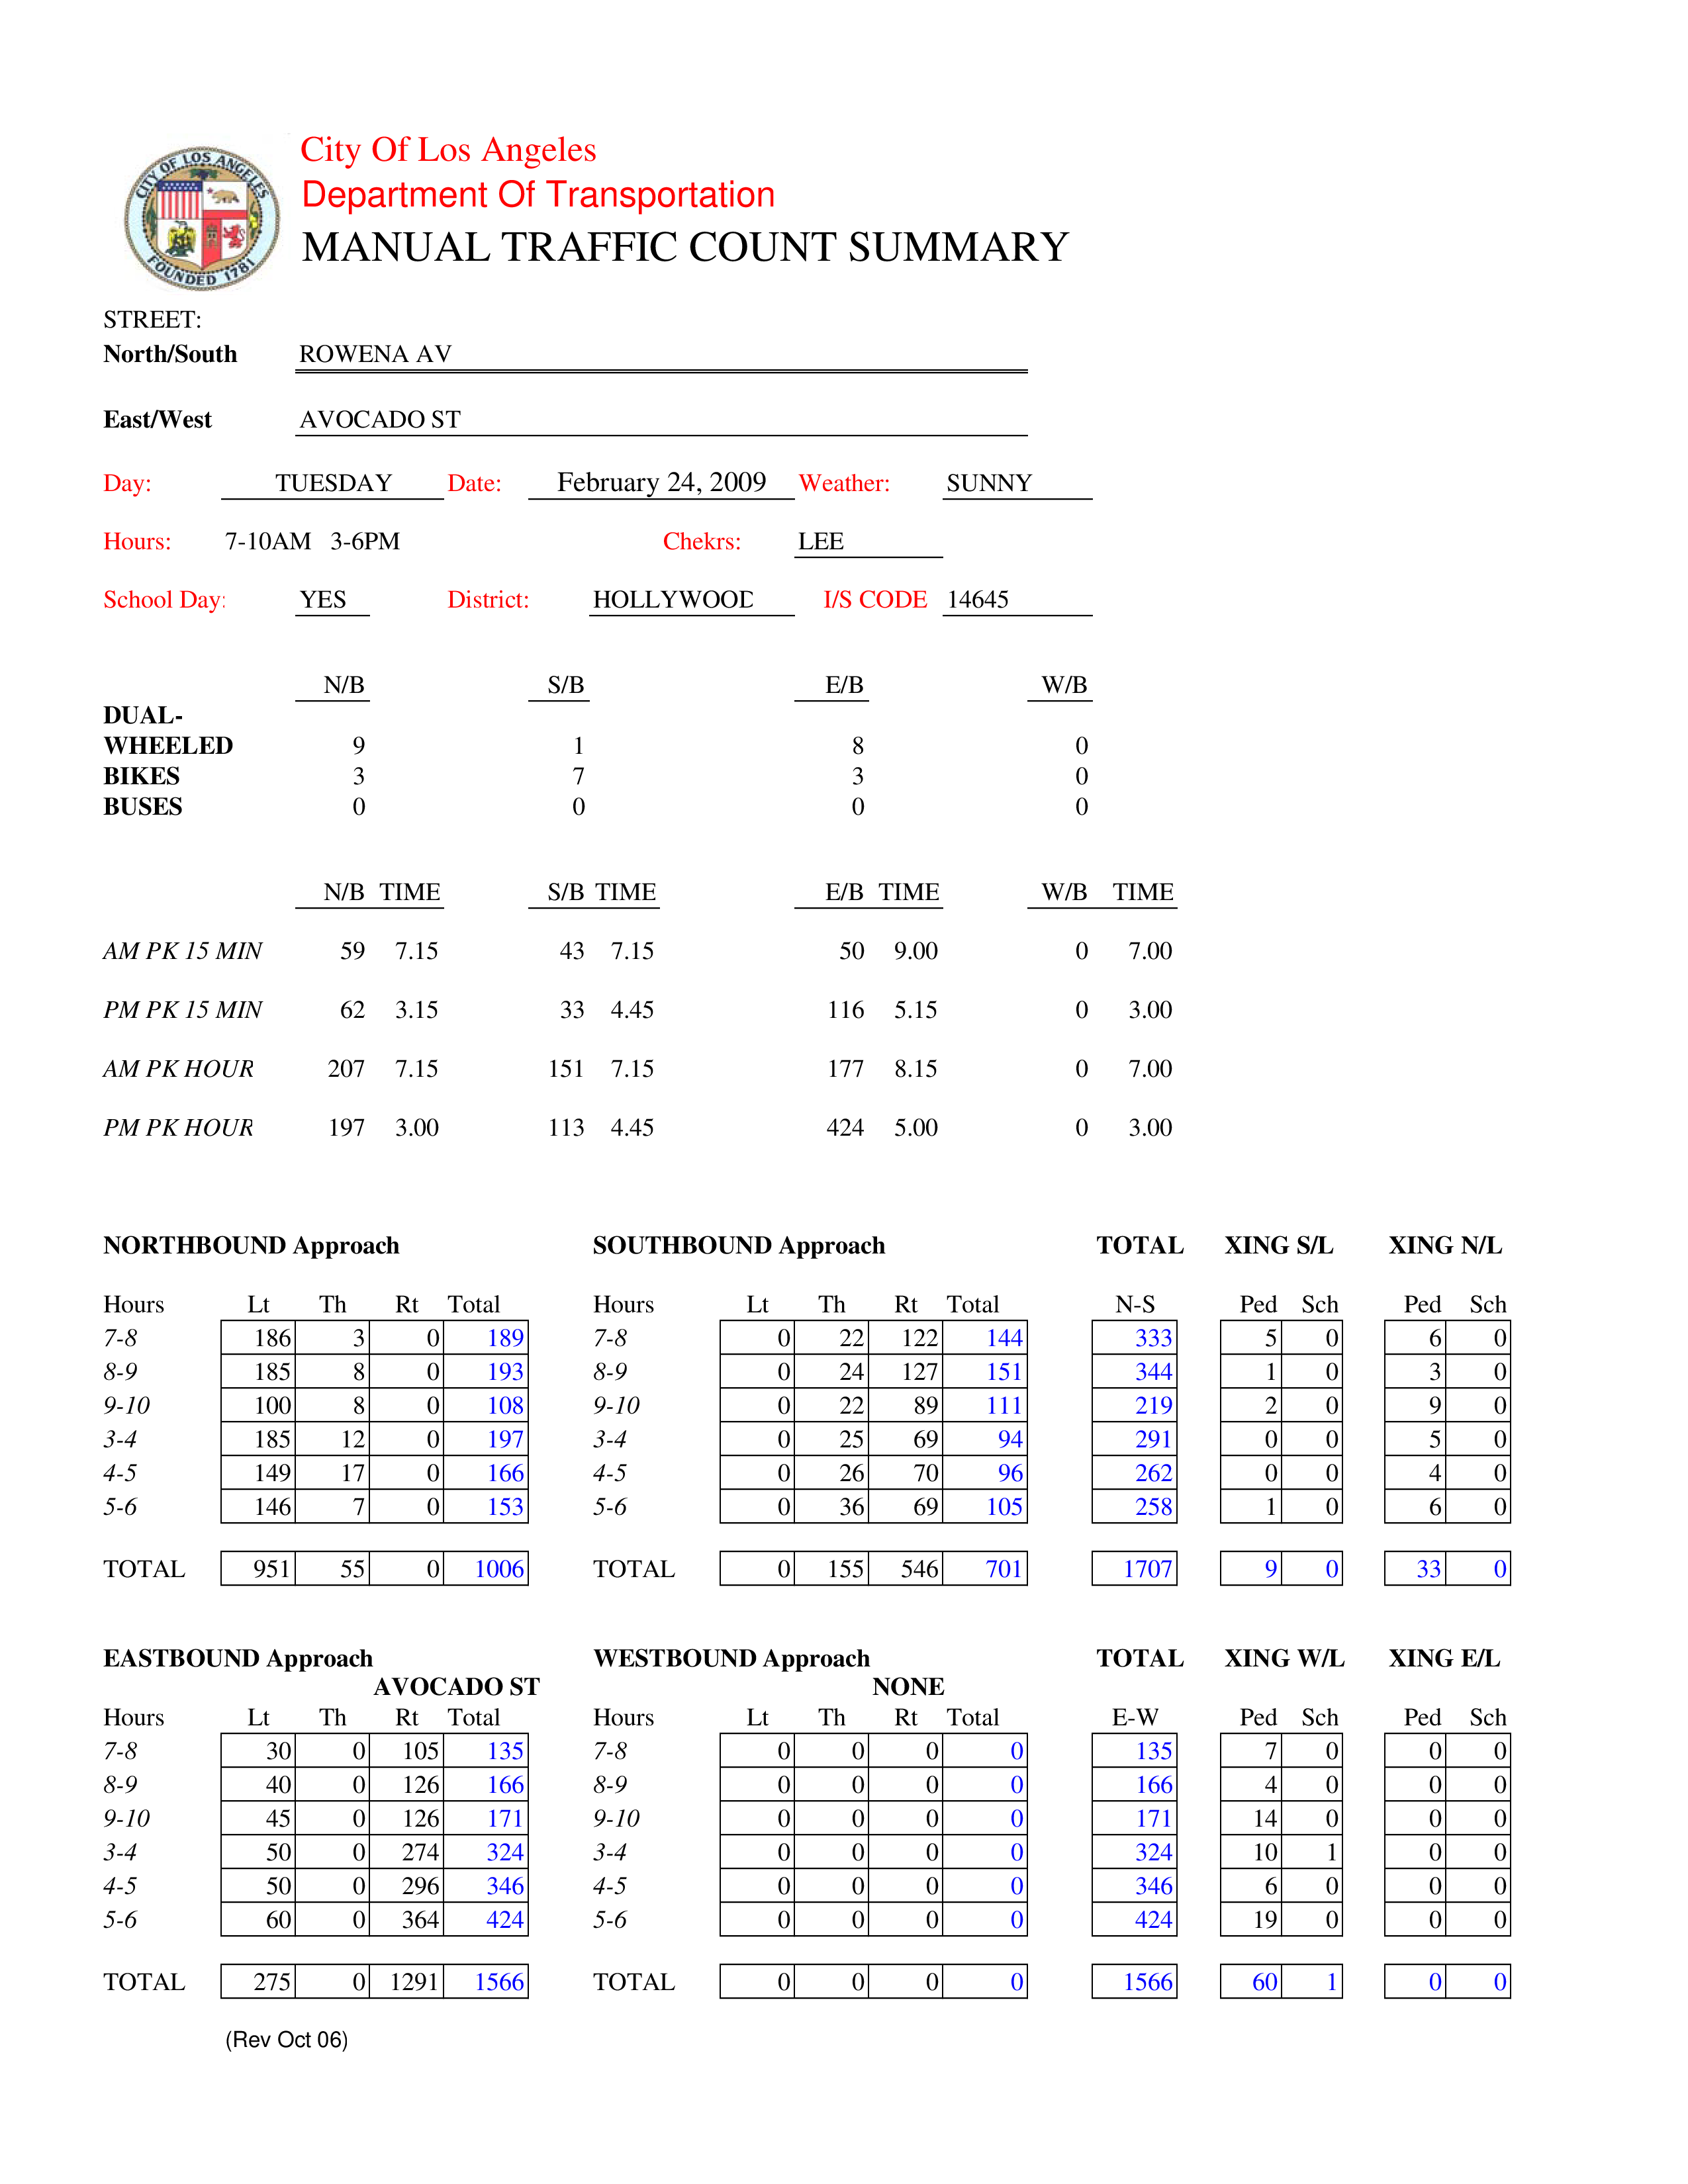 CITY OF LOS ANGELES
FOUNDED 1781
City Of Los Angeles
Department Of Transportation
MANUAL TRAFFIC COUNT SUMMARY
STREET:
North/South ROWENA AV
East/West AVOCADO ST
Day: TUESDAY Date: February 24, 2009 Weather: SUNNY
Hours: 7-10AM 3-6PM Chekrs: LEE
School Day: YES District: HOLLYWOOD I/S CODE 14645
N/B S/B E/B W/B
DUAL-
WHEELED 9 1 8 0
BIKES 3 7 3 0
BUSES 0 0 0 0
N/B TIME S/B TIME E/B TIME W/B TIME
AM PK 15 MIN 59 7.15 43 7.15 50 9.00 0 7.00
PM PK 15 MIN 62 3.15 33 4.45 116 5.15 0 3.00
AM PK HOUR 207 7.15 151 7.15 177 8.15 0 7.00
PM PK HOUR 197 3.00 113 4.45 424 5.00 0 3.00
NORTHBOUND Approach SOUTHBOUND Approach TOTAL XING S/L XING N/L
Hours Lt Th Rt Total Hours Lt Th Rt Total N-S Ped Sch Ped Sch
7-8 186 3 0 189 7-8 0 22 122 144 333 5 0 6 0
8-9 185 8 0 193 8-9 0 24 127 151 344 1 0 3 0
9-10 100 8 0 108 9-10 0 22 89 111 219 2 0 9 0
3-4 185 12 0 197 3-4 0 25 69 94 291 0 0 5 0
4-5 149 17 0 166 4-5 0 26 70 96 262 0 0 4 0
5-6 146 7 0 153 5-6 0 36 69 105 258 1 0 6 0
TOTAL 951 55 0 1006 TOTAL 0 155 546 701 1707 9 0 33 0
EASTBOUND Approach WESTBOUND Approach TOTAL XING W/L XING E/L
AVOCADO ST NONE
Hours Lt Th Rt Total Hours Lt Th Rt Total E-W Ped Sch Ped Sch
7-8 30 0 105 135 7-8 0 0 0 0 135 7 0 0 0
8-9 40 0 126 166 8-9 0 0 0 0 166 4 0 0 0
9-10 45 0 126 171 9-10 0 0 0 0 171 14 0 0 0
3-4 50 0 274 324 3-4 0 0 0 0 324 10 1 0 0
4-5 50 0 296 346 4-5 0 0 0 0 346 6 0 0 0
5-6 60 0 364 424 5-6 0 0 0 0 424 19 0 0 0
TOTAL 275 0 1291 1566 TOTAL 0 0 0 0 1566 60 1 0 0
(Rev Oct 06)